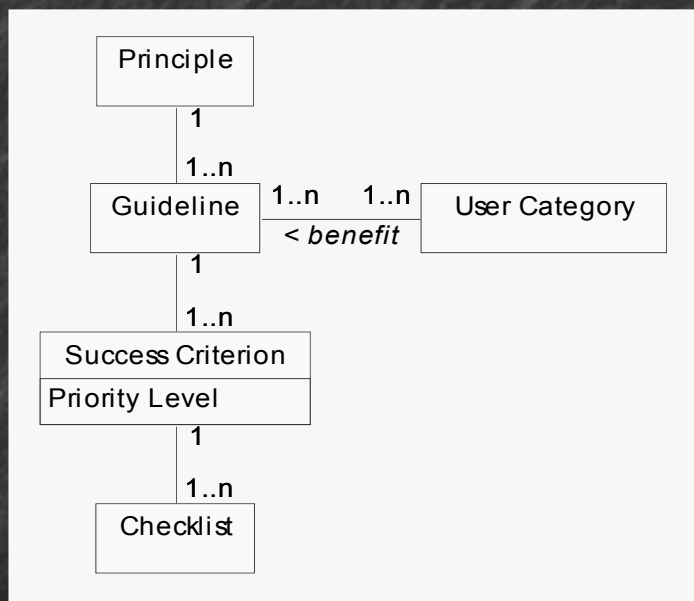 Principle
1
1..n
Guideline
1..n 1..n
User Category
< benefit
1
1..n
Success Criterion
Priority Level
1
1..n
Checklist